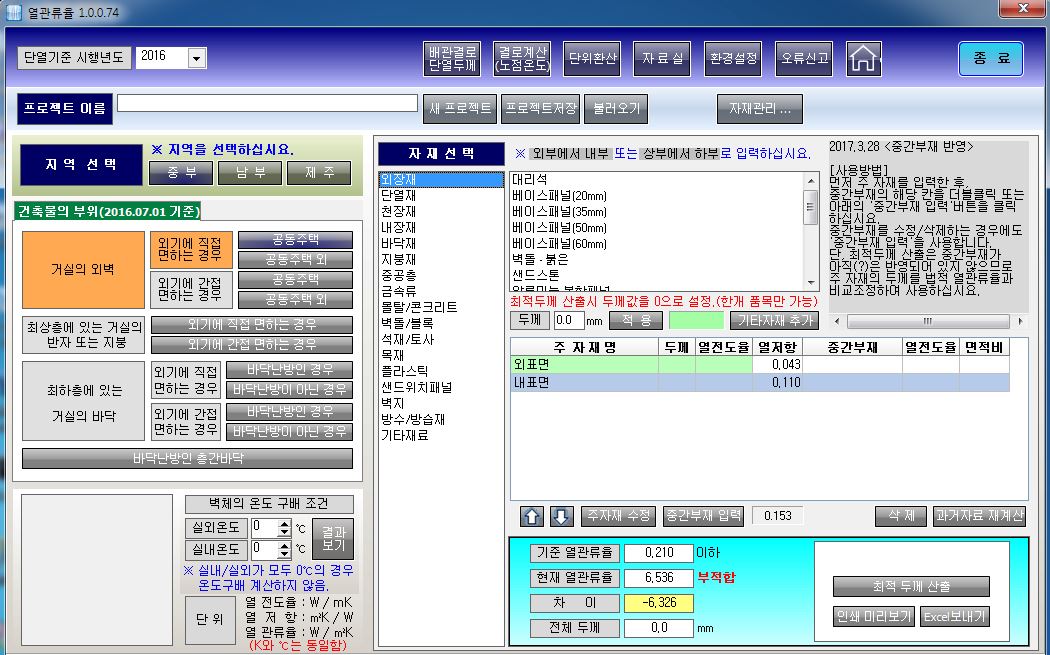 열관류율 1.0.0.74
단열기준 시행년도
2016
배관결로
단열두께
결로계산
(노점온도)
단위환산
자 료 실
환경설정
오류신고
종 료
프로젝트 이름
새 프로젝트
프로젝트저장
불러오기
자재관리 ...
지 역 선 택
※ 지역을 선택하십시요.
중 부
남 부
제 주
건축물의 부위(2016.07.01 기준)
거실의 외벽
외기에 직접
면하는 경우
공동주택
공동주택 외
외기에 간접
면하는 경우
공동주택
공동주택 외
최상층에 있는 거실의
반자 또는 지붕
외기에 직접 면하는 경우
외기에 간접 면하는 경우
최하층에 있는
거실의 바닥
외기에 직접
면하는 경우
바닥난방인 경우
바닥난방이 아닌 경우
외기에 간접
면하는 경우
바닥난방인 경우
바닥난방이 아닌 경우
바닥난방인 층간바닥
벽체의 온도 구배 조건
실외온도
0
℃
실내온도
0
℃
결과
보기
※ 실내/실외가 모두 0℃의 경우
온도구배 계산하지 않음.
단 위
열 전도율 : W / mK
열 저 항 : m²K / W
열 관류율 : W / m²K
(K와 ℃는 동일함)
자 재 선 택
※ 외부에서 내부 또는 상부에서 하부로 입력하십시요.
외장재
단열재
천장재
내장재
바닥재
지붕재
중공층
금속류
몰탈/콘크리트
벽돌/블록
석재/토사
목재
플라스틱
샌드위치패널
벽지
방수/방습재
기타재료
대리석
베이스패널(20mm)
베이스패널(35mm)
베이스패널(50mm)
베이스패널(60mm)
벽돌 - 붉은
샌드스톤
최적두께 산출시 두께값을 0으로 설정.(한개 품목만 가능)
두께
0.0
mm
적 용
기타자재 추가
2017.3.28 <중간부재 반영>
[사용방법]
먼저 주 자재를 입력한 후,
중간부재의 해당 칸을 더블클릭 또는
아래의 '중간부재 입력'버튼을 클릭
하십시요.
중간부재를 수정/삭제하는 경우에도
'중간부재 입력'을 사용합니다.
단, 최적두께 산출은 중간부재가
아직(?)은 반영되어 있지 않으므로
주 자재의 두께를 법적 열관류율과
비교조정하며 사용하십시요.
주 자 재 명 두께 열전도율 열저항 중간부재 열전도율 면적비
외표면 0.043
내표면 0.110
주자재 수정
중간부재 입력
0.153
삭 제
과거자료 재계산
기준 열관류율 0.210 이하
현재 열관류율 6.536 부적합
차 이 -6.326
전체 두께 0.0 mm
최적 두께 산출
인쇄 미리보기
Excel보내기